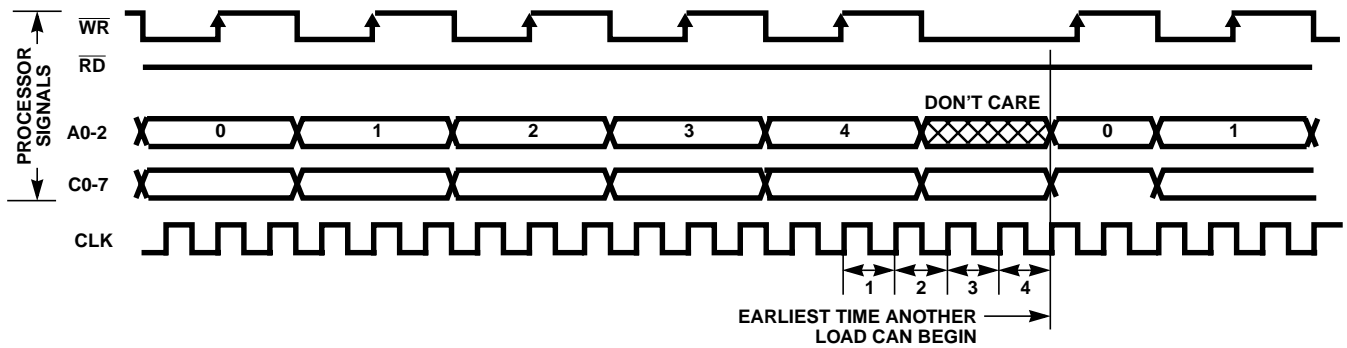 PROCESSOR
SIGNALS
WR
RD
DON'T CARE
A0-2
0 1 2 3 4 0 1
C0-7
CLK
1 2 3 4
EARLIEST TIME ANOTHER
LOAD CAN BEGIN